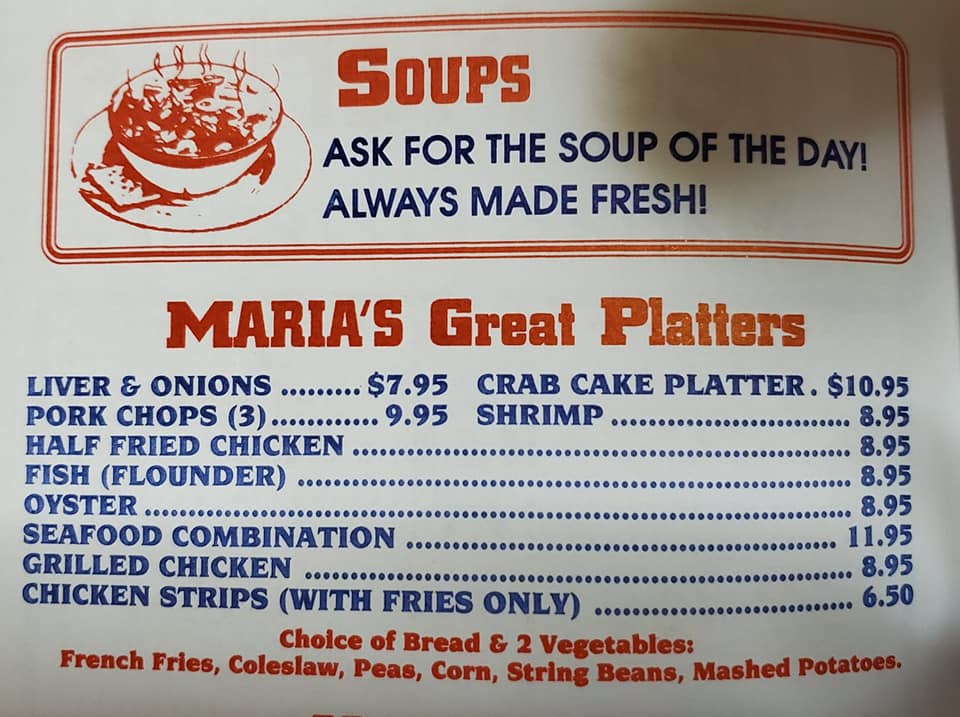 SOUPS
ASK FOR THE SOUP OF THE DAY!
ALWAYS MADE FRESH!
MARIA'S Great Platters
LIVER & ONIONS ......... $7.95 CRAB CAKE PLATTER . $10.95
PORK CHOPS (3) ............ 9.95 SHRIMP ............................ 8.95
HALF FRIED CHICKEN ........................................................ 8.95
FISH (FLOUNDER) ............................................................... 8.95
OYSTER ................................................................................ 8.95
SEAFOOD COMBINATION ................................................ 11.95
GRILLED CHICKEN .............................................................. 8.95
CHICKEN STRIPS (WITH FRIES ONLY) ............................. 6.50
Choice of Bread & 2 Vegetables:
French Fries, Coleslaw, Peas, Corn, String Beans, Mashed Potatoes.